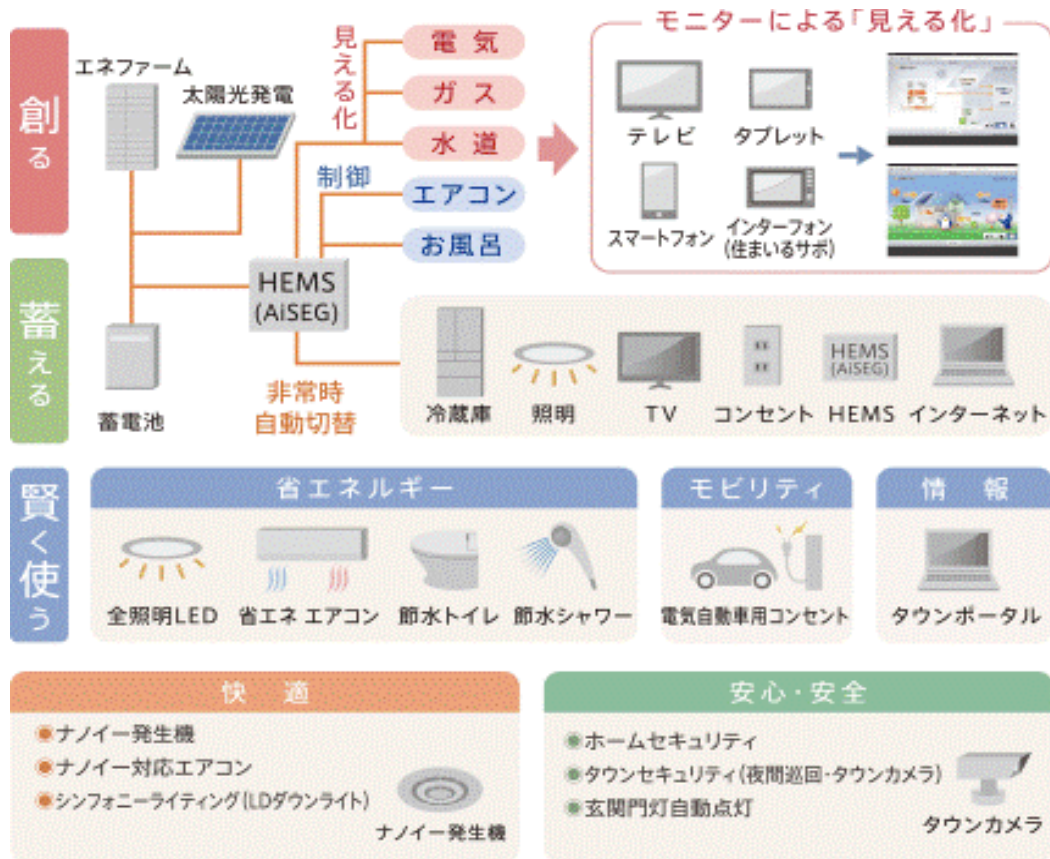 創る
エネファーム
太陽光発電
見える化
電気
ガス
水道
制御
エアコン
お風呂
モニターによる「見える化」
テレビ
タブレット
スマートフォン
インターフォン
(住まいるサポ)
蓄える
蓄電池
HEMS
(AiSEG)
非常時
自動切替
冷蔵庫
照明
TV
コンセント
HEMS
(AiSEG)
HEMS
インターネット
賢く使う
省エネルギー
全照明LED
省エネ エアコン
節水トイレ
節水シャワー
モビリティ
電気自動車用コンセント
情報
タウンポータル
快適
ナノイー発生機
ナノイー対応エアコン
シンフォニーライティング(LDダウンライト)
ナノイー発生機
安心・安全
ホームセキュリティ
タウンセキュリティ(夜間巡回・タウンカメラ)
玄関門灯自動点灯
タウンカメラ